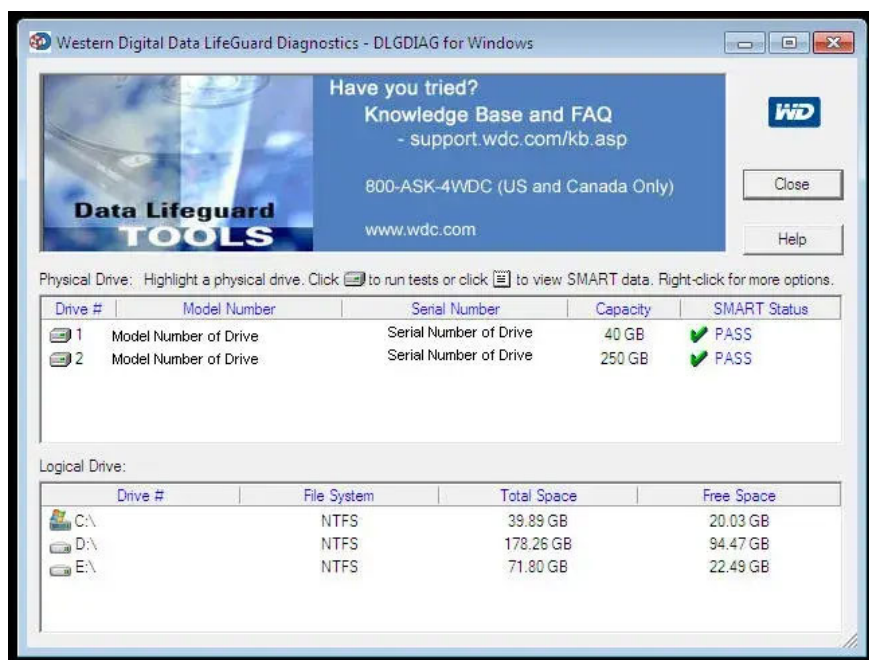 Western Digital Data LifeGuard Diagnostics - DLGDIAG for Windows
Have you tried?
Knowledge Base and FAQ
- support.wdc.com/kb.asp
800-ASK-4WDC (US and Canada Only)
www.wdc.com
Data Lifeguard
TOOLS
WD
Close
Help
Physical Drive: Highlight a physical drive. Click to run tests or click to view SMART data. Right-click for more options.
Drive # Model Number Serial Number Capacity SMART Status
1 Model Number of Drive Serial Number of Drive 40 GB PASS
2 Model Number of Drive Serial Number of Drive 250 GB PASS
Logical Drive:
Drive # File System Total Space Free Space
C:\ NTFS 39.89 GB 20.03 GB
D:\ NTFS 178.26 GB 94.47 GB
E:\ NTFS 71.80 GB 22.49 GB